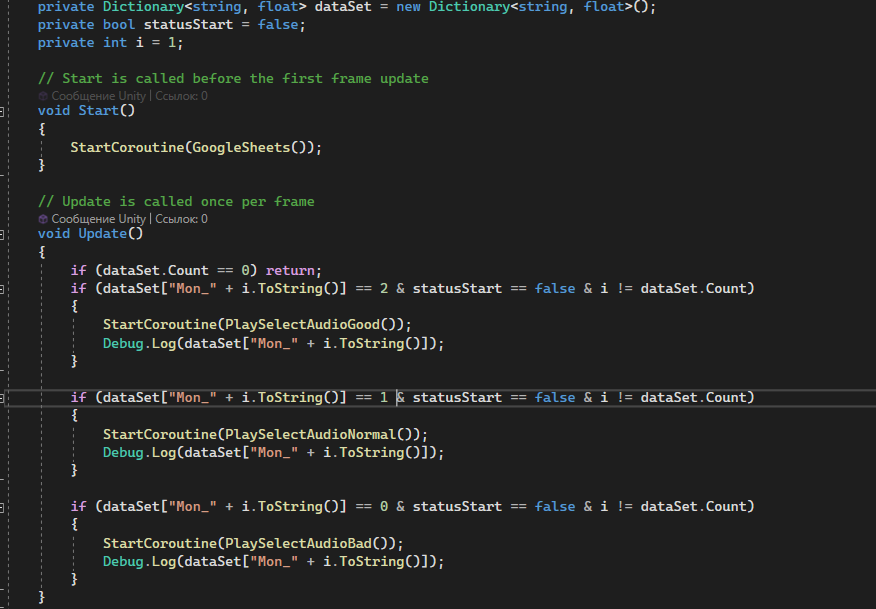 private Dictionary<string, float> dataSet = new Dictionary<string, float>();
private bool statusStart = false;
private int i = 1;
// Start is called before the first frame update
Сообщение Unity | Ссылок: 0
void Start()
{
StartCoroutine(GoogleSheets());
}
// Update is called once per frame
Сообщение Unity | Ссылок: 0
void Update()
{
if (dataSet.Count == 0) return;
if (dataSet["Mon_" + i.ToString()] == 2 & statusStart == false & i != dataSet.Count)
{
StartCoroutine(PlaySelectAudioGood());
Debug.Log(dataSet["Mon_" + i.ToString()]);
}
if (dataSet["Mon_" + i.ToString()] == 1 & statusStart == false & i != dataSet.Count)
{
StartCoroutine(PlaySelectAudioNormal());
Debug.Log(dataSet["Mon_" + i.ToString()]);
}
if (dataSet["Mon_" + i.ToString()] == 0 & statusStart == false & i != dataSet.Count)
{
StartCoroutine(PlaySelectAudioBad());
Debug.Log(dataSet["Mon_" + i.ToString()]);
}
}